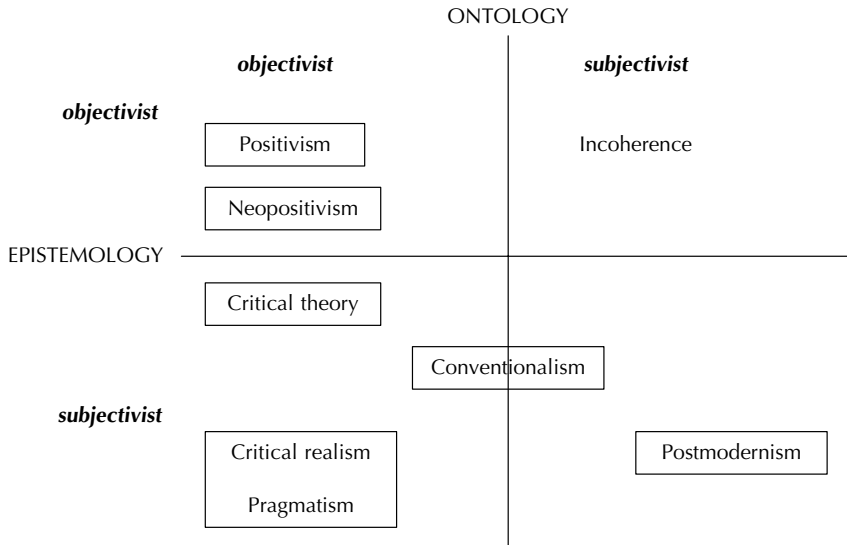 ONTOLOGY
objectivist
subjectivist
objectivist
Positivism
Incoherence
Neopositivism
EPISTEMOLOGY
Critical theory
Conventionalism
subjectivist
Critical realism
Postmodernism
Pragmatism